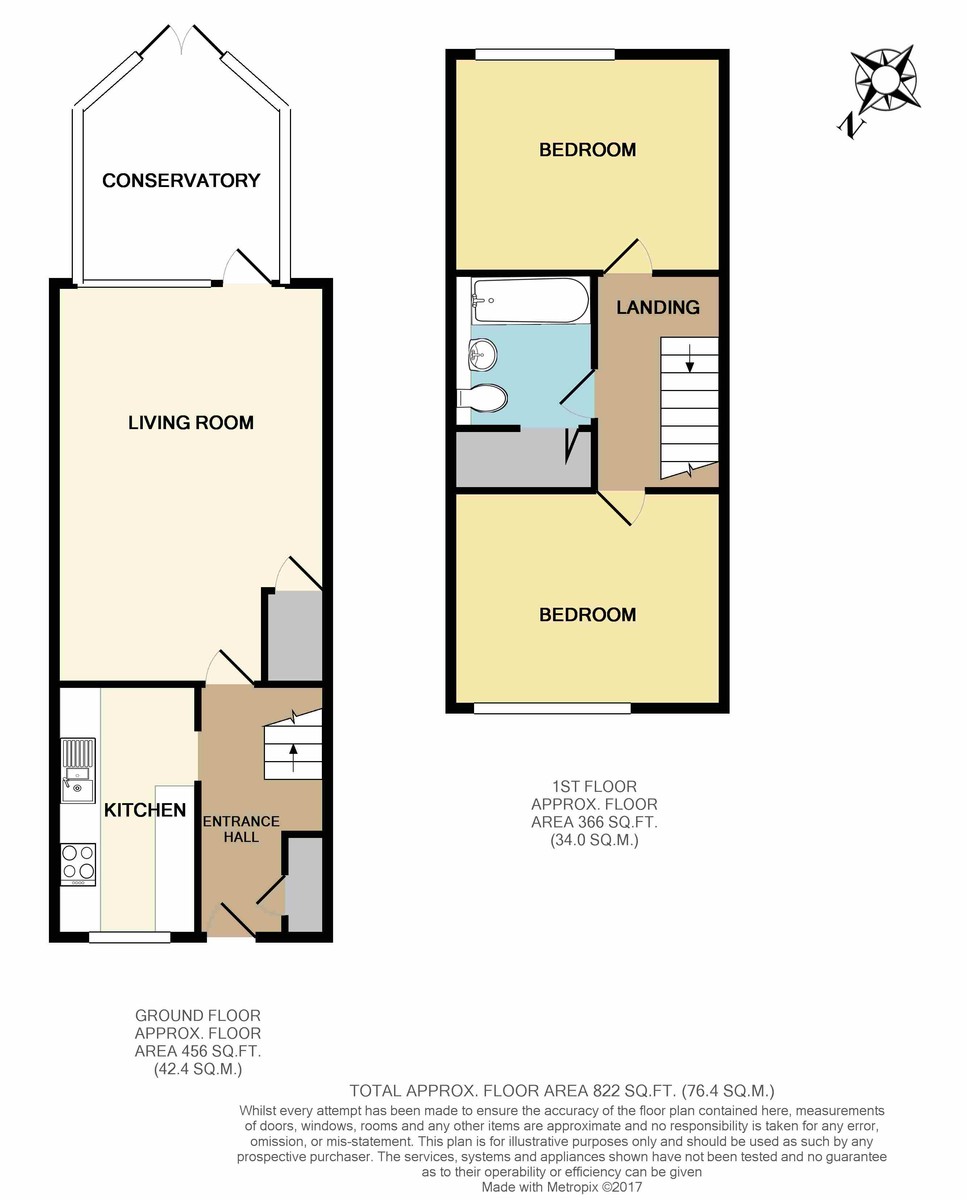 CONSERVATORY
LIVING ROOM
KITCHEN
ENTRANCE
HALL
GROUND FLOOR
APPROX. FLOOR
AREA 456 SQ.FT.
(42.4 SQ.M.)
BEDROOM
LANDING
BEDROOM
1ST FLOOR
APPROX. FLOOR
AREA 366 SQ.FT.
(34.0 SQ.M.)
N
TOTAL APPROX. FLOOR AREA 822 SQ.FT. (76.4 SQ.M.)
Whilst every attempt has been made to ensure the accuracy of the floor plan contained here, measurements
of doors, windows, rooms and any other items are approximate and no responsibility is taken for any error,
omission, or mis-statement. This plan is for illustrative purposes only and should be used as such by any
prospective purchaser. The services, systems and appliances shown have not been tested and no guarantee
as to their operability or efficiency can be given
Made with Metropix ©2017